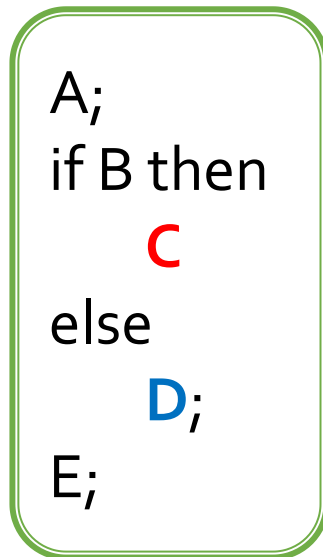 A;
if B then
C
else
D;
E;